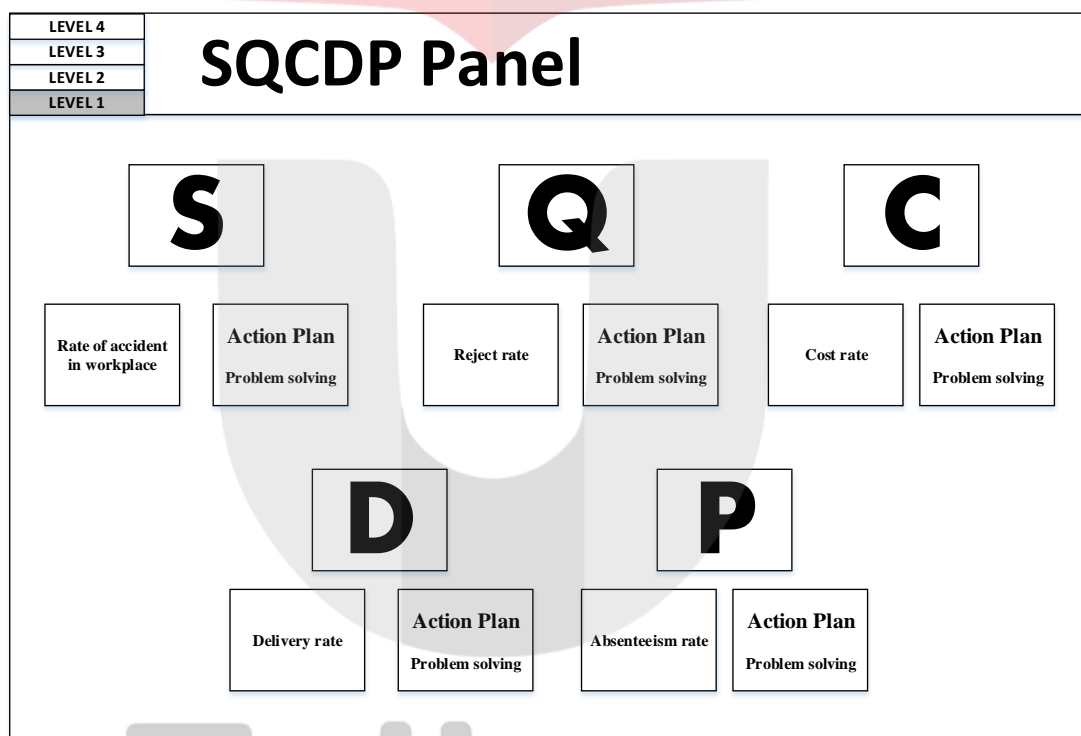 LEVEL 4
LEVEL 3
LEVEL 2
LEVEL 1
SQCDP Panel
S
Q
C
Rate of accident
in workplace
Action Plan
Problem solving
Reject rate
Action Plan
Problem solving
Cost rate
Action Plan
Problem solving
D
P
Delivery rate
Action Plan
Problem solving
Absenteeism rate
Action Plan
Problem solving